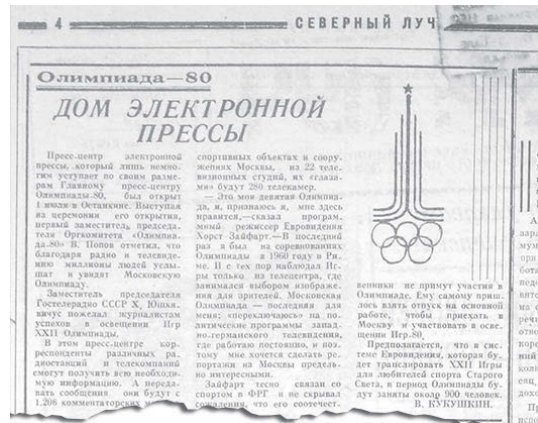 4
СЕВЕРНЫЙ ЛУЧ
Олимпиада—80
ДОМ ЭЛЕКТРОННОЙ
ПРЕССЫ
Пресс-центр электронной
прессы, который лишь немно-
гим уступает по своим разме-
рам Главному пресс-центру
Олимпиады-80, был открыт
1 июля в Останкине. Выступая
на церемонии его открытия,
первый заместитель председа-
теля Оргкомитета «Олимпиа-
да-80» В. Попов отметил, что
благодаря радио и телевиде-
нию миллионы людей услы-
шат и увидят Московскую
Олимпиаду.
Заместитель председателя
Гостелерадио СССР Х. Юшкя-
вичус пожелал журналистам
успехов в освещении Игр
XXII Олимпиады.
В этом пресс-центре кор-
респонденты различных ра-
диостанций и телекомпаний
смогут получить всю необходи-
мую информацию. А переда-
вать сообщения они будут с
1.208 комментаторских
спортивных объектах и соору-
жениях Москвы, из 22 теле-
визионных студий, их «глаза-
ми» будут 280 телекамер.
— Это моя девятая Олимпиа-
да, и, признаюсь я, мне здесь
нравится,—сказал програм-
мный режиссер Евровидения
Хорст Зайфарт.—В последний
раз я был на соревнованиях
Олимпиады в 1960 году в Ри-
ме. И с тех пор наблюдал Иг-
ры только из телецентра, где
занимался выбором изображе-
ния для зрителей. Московская
Олимпиада — последняя для
меня; «переключаюсь» на по-
литические программы запад-
но-германского телевидения,
где работаю постоянно, и поэ-
тому мне хочется сделать ре-
портажи из Москвы предель-
но интересными.
Зайфарт тесно связан со
спортом в ФРГ и не скрывал
сожаления, что его соотечест-
венники не примут участия в
Олимпиаде. Ему самому приш-
лось взять отпуск на основной
работе, чтобы приехать в
Москву и участвовать в осве-
щении Игр-80.
Предполагается, что в си-
стеме Евровидения, которая бу-
дет транслировать XXII Игры
для любителей спорта Старого
Света, в период Олимпиады бу-
дут заняты около 900 человек.
В. КУКУШКИН.